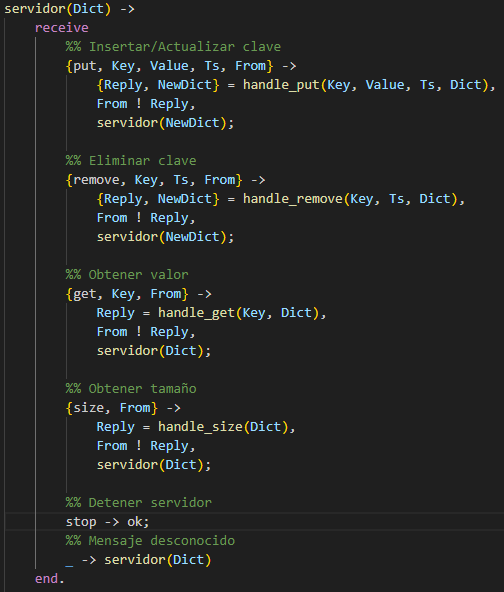 servidor(Dict) ->
receive
%% Insertar/Actualizar clave
{put, Key, Value, Ts, From} ->
{Reply, NewDict} = handle_put(Key, Value, Ts, Dict),
From ! Reply,
servidor(NewDict);
%% Eliminar clave
{remove, Key, Ts, From} ->
{Reply, NewDict} = handle_remove(Key, Ts, Dict),
From ! Reply,
servidor(NewDict);
%% Obtener valor
{get, Key, From} ->
Reply = handle_get(Key, Dict),
From ! Reply,
servidor(Dict);
%% Obtener tamaño
{size, From} ->
Reply = handle_size(Dict),
From ! Reply,
servidor(Dict);
%% Detener servidor
stop -> ok;
%% Mensaje desconocido
_ -> servidor(Dict)
end.